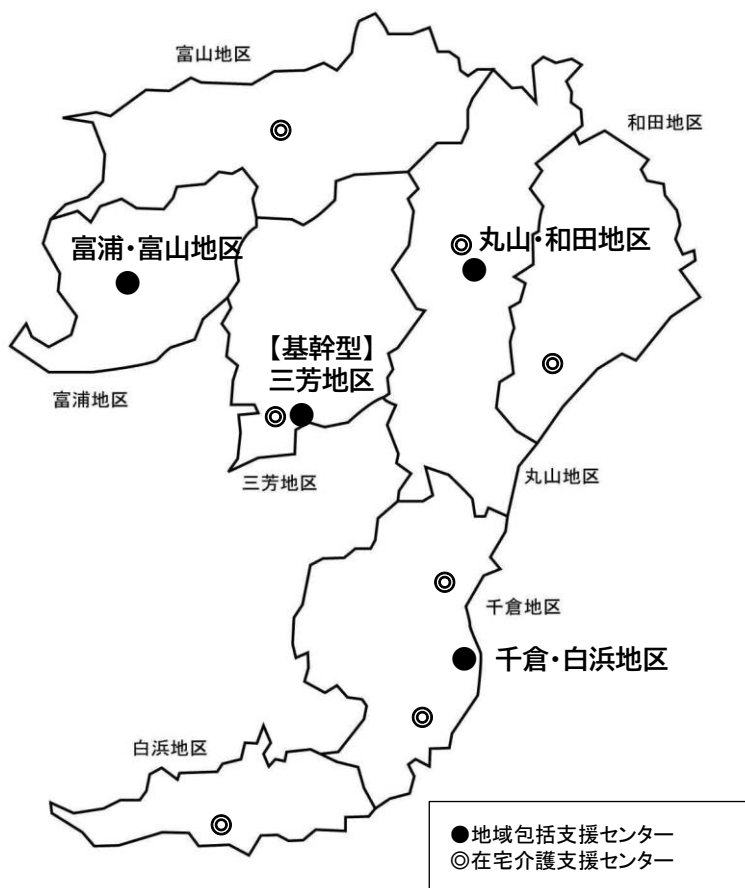 富山地区
和田地区
富浦・富山地区
丸山・和田地区
【基幹型】
三芳地区
富浦地区
三芳地区
丸山地区
千倉地区
千倉・白浜地区
白浜地区
●地域包括支援センター
◎在宅介護支援センター